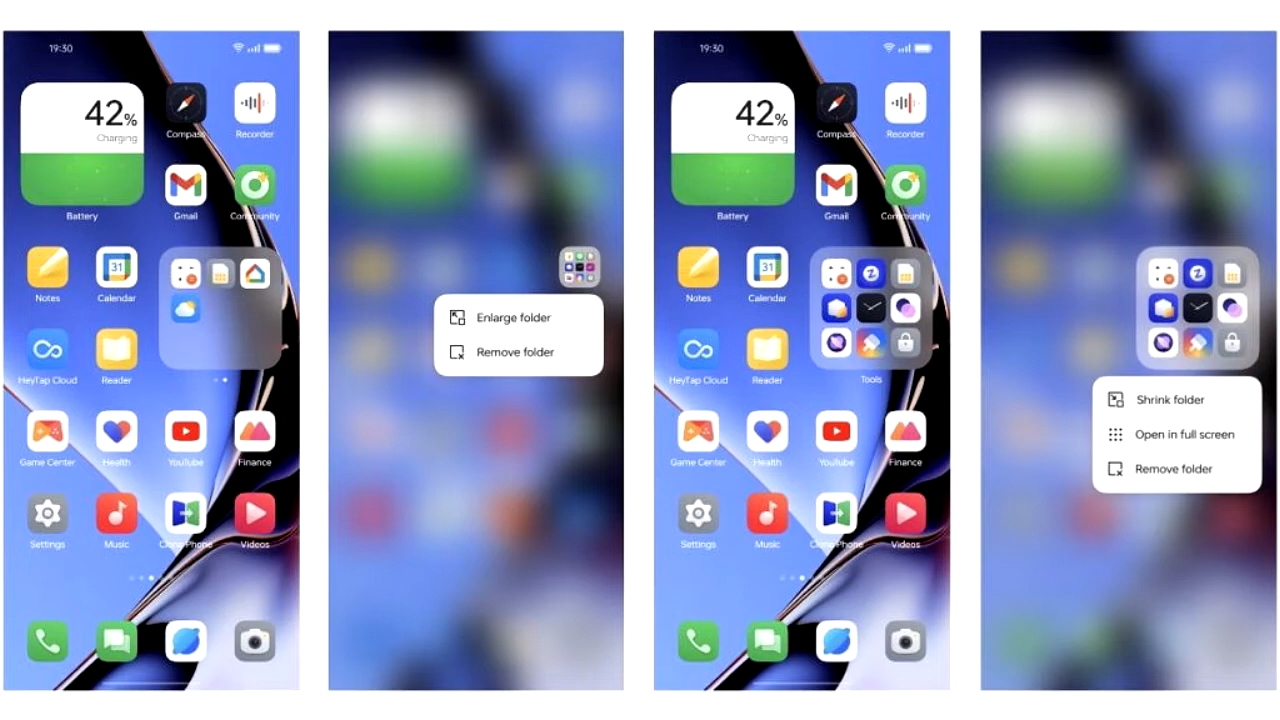 19:30
42%
Charging
Compass
Recorder
Battery
Gmail
Community
31
Notes
Calendar
HeyTap Cloud
Reader
Game Center
Health
YouTube
Finance
Settings
Music
Clone Phone
Videos
Enlarge folder
Remove folder
19:30
42%
Charging
Compass
Recorder
Battery
Gmail
Community
31
Notes
Calendar
HeyTap Cloud
Reader
Tools
Game Center
Health
YouTube
Finance
Settings
Music
Clone Phone
Videos
Shrink folder
Open in full screen
Remove folder